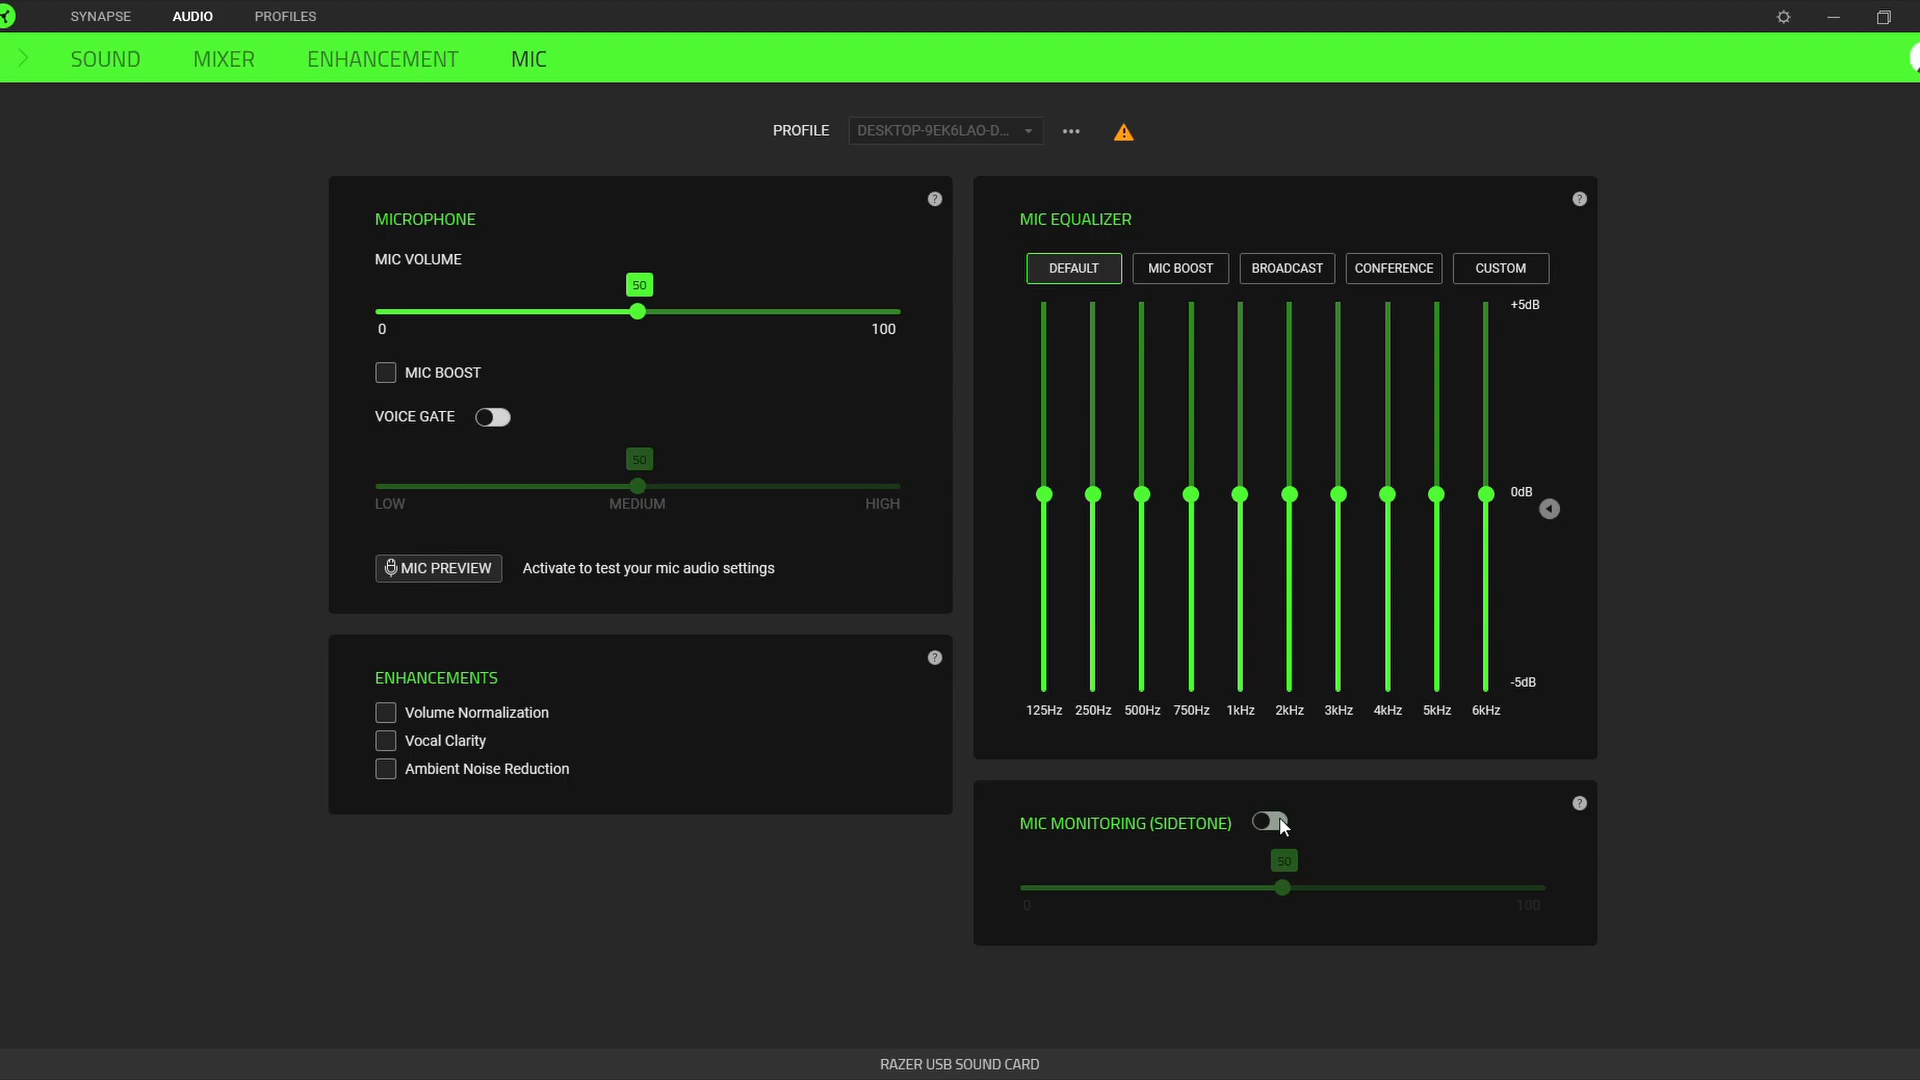 SYNAPSE AUDIO PROFILES
SOUND MIXER ENHANCEMENT MIC
PROFILE DESKTOP-9EK6LAO-D...
MICROPHONE
MIC VOLUME
50
0 100
MIC BOOST
VOICE GATE
50
LOW MEDIUM HIGH
MIC PREVIEW Activate to test your mic audio settings
ENHANCEMENTS
Volume Normalization
Vocal Clarity
Ambient Noise Reduction
MIC EQUALIZER
DEFAULT MIC BOOST BROADCAST CONFERENCE CUSTOM
+5dB
0dB
-5dB
125Hz 250Hz 500Hz 750Hz 1kHz 2kHz 3kHz 4kHz 5kHz 6kHz
MIC MONITORING (SIDETONE)
50
0 100
RAZER USB SOUND CARD